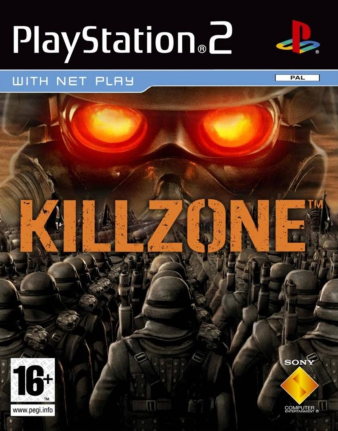 PlayStation®2
WITH NET PLAY
PAL
KILLZONE™
16+
www.pegi.info
SONY
COMPUTER
ENTERTAINMENT®